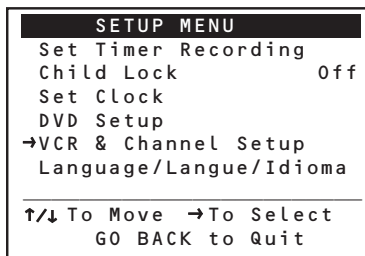 SETUP MENU
Set Timer Recording
Child Lock Off
Set Clock
DVD Setup
→VCR & Channel Setup
Language/Langue/Idioma
↑/↓ To Move →To Select
GO BACK to Quit